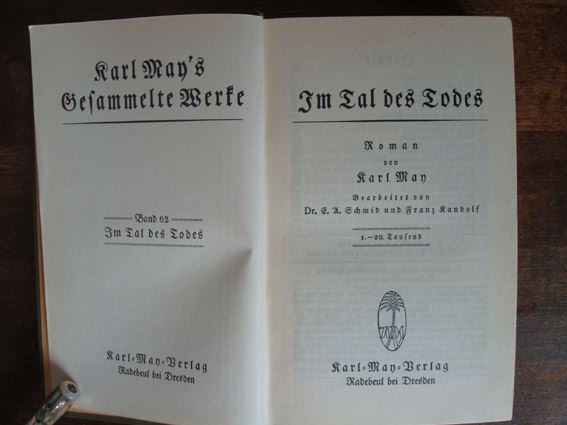 Karl May's
Gesammelte Werke
Band 62
Im Tal des Todes
Karl-May-Verlag
Radebeul bei Dresden
Im Tal des Todes
Roman
von
Karl May
Bearbeitet von
Dr. E. A. Schmid und Franz Kandolf
1.—20. Tausend
Karl-May-Verlag
Radebeul bei Dresden